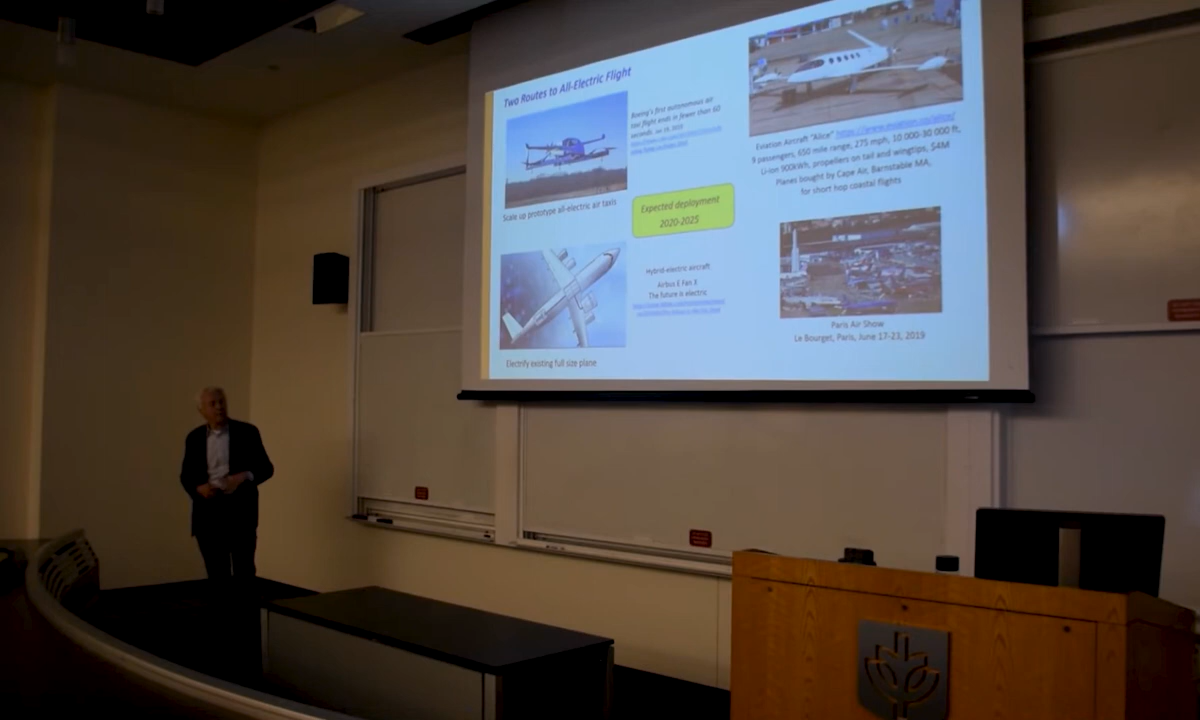 Two Routes to All-Electric Flight
Boeing's first autonomous air
taxi flight ends in fewer than 60
seconds, Jan 23, 2019
Scale up prototype all-electric air taxis
Expected deployment
2020-2025
Hybrid-electric aircraft
Airbus E Fan X
The future is electric
Electrify existing full size plane
Eviation Aircraft "Alice"
9 passengers, 650 mile range, 275 mph, 10 000-30 000 ft,
Li-ion 900kWh, propellers on tail and wingtips, $4M
Planes bought by Cape Air, Barnstable MA,
for short hop coastal flights
Paris Air Show
Le Bourget, Paris, June 17-23, 2019